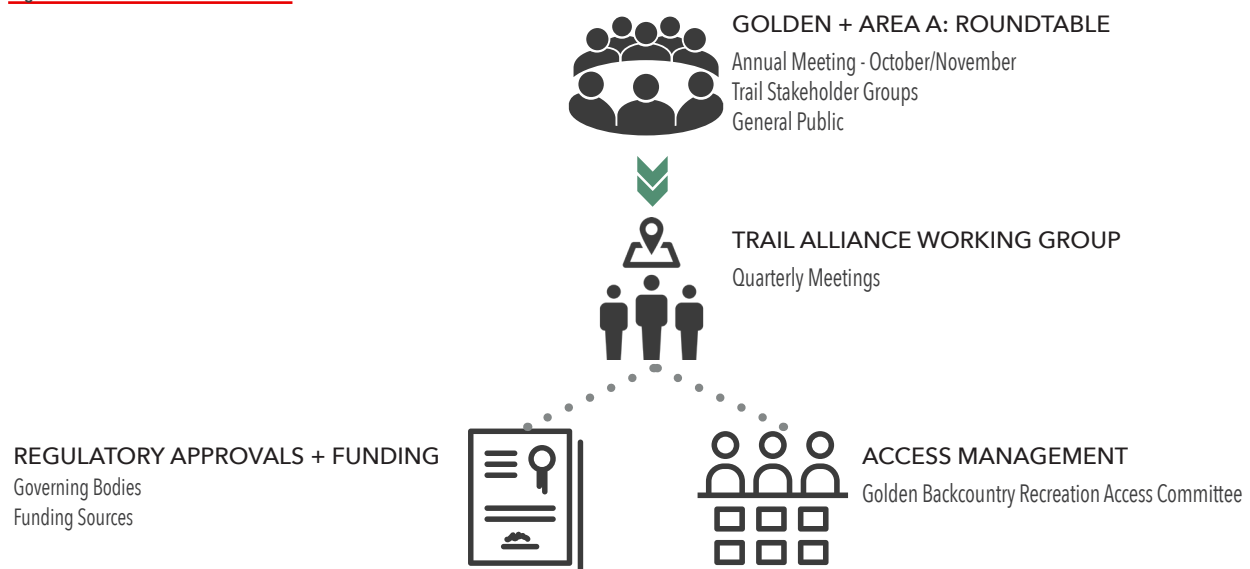 GOLDEN + AREA A: ROUNDTABLE
Annual Meeting - October/November
Trail Stakeholder Groups
General Public
TRAIL ALLIANCE WORKING GROUP
Quarterly Meetings
REGULATORY APPROVALS + FUNDING
Governing Bodies
Funding Sources
ACCESS MANAGEMENT
Golden Backcountry Recreation Access Committee